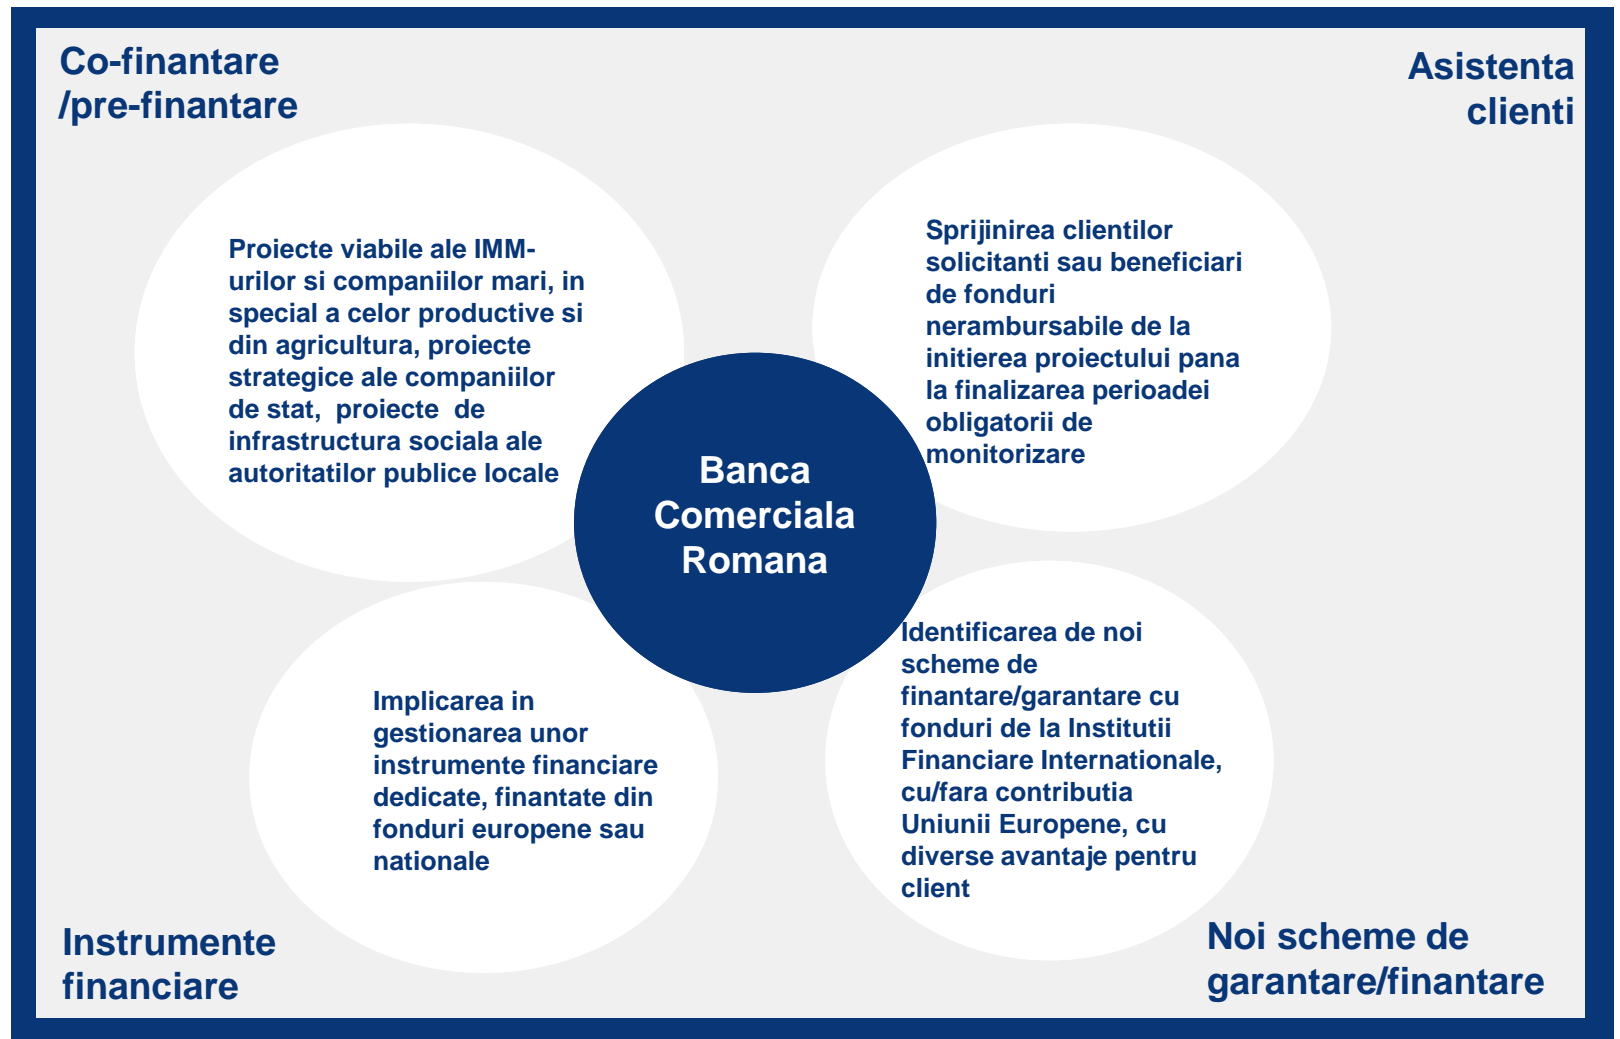 Co-finantare
/pre-finantare
Asistenta
clienti
Proiecte viabile ale IMM-
urilor si companiilor mari, in
special a celor productive si
din agricultura, proiecte
strategice ale companiilor
de stat, proiecte de
infrastructura sociala ale
autoritatilor publice locale
Sprijinirea clientilor
solicitanti sau beneficiari
de fonduri
nerambursabile de la
initierea proiectului pana
la finalizarea perioadei
obligatorii de
monitorizare
Banca
Comerciala
Romana
Implicarea in
gestionarea unor
instrumente financiare
dedicate, finantate din
fonduri europene sau
nationale
Identificarea de noi
scheme de
finantare/garantare cu
fonduri de la Institutii
Financiare Internationale,
cu/fara contributia
Uniunii Europene, cu
diverse avantaje pentru
client
Instrumente
financiare
Noi scheme de
garantare/finantare